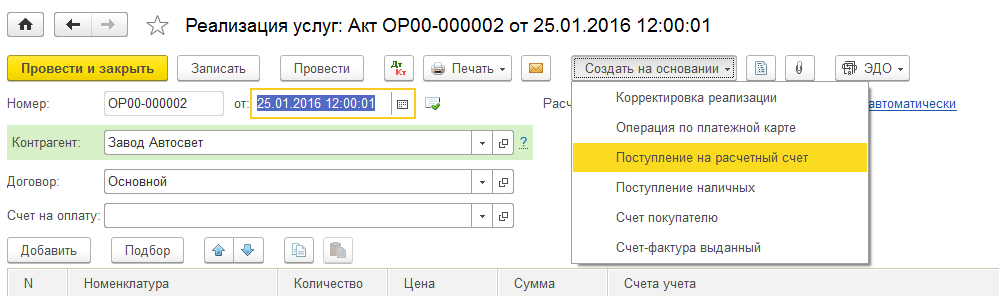 Реализация услуг: Акт ОР00-000002 от 25.01.2016 12:00:01
Провести и закрыть Записать Провести Дт Кт Печать Создать на основании ЭДО
Номер: ОР00-000002 от: 25.01.2016 12:00:01 Расч автоматически
Корректировка реализации
Операция по платежной карте
Контрагент: Завод Автосвет ?
Поступление на расчетный счет
Договор: Основной
Поступление наличных
Счет на оплату:
Счет покупателю
Добавить Подбор
Счет-фактура выданный
N Номенклатура Количество Цена Сумма Счета учета